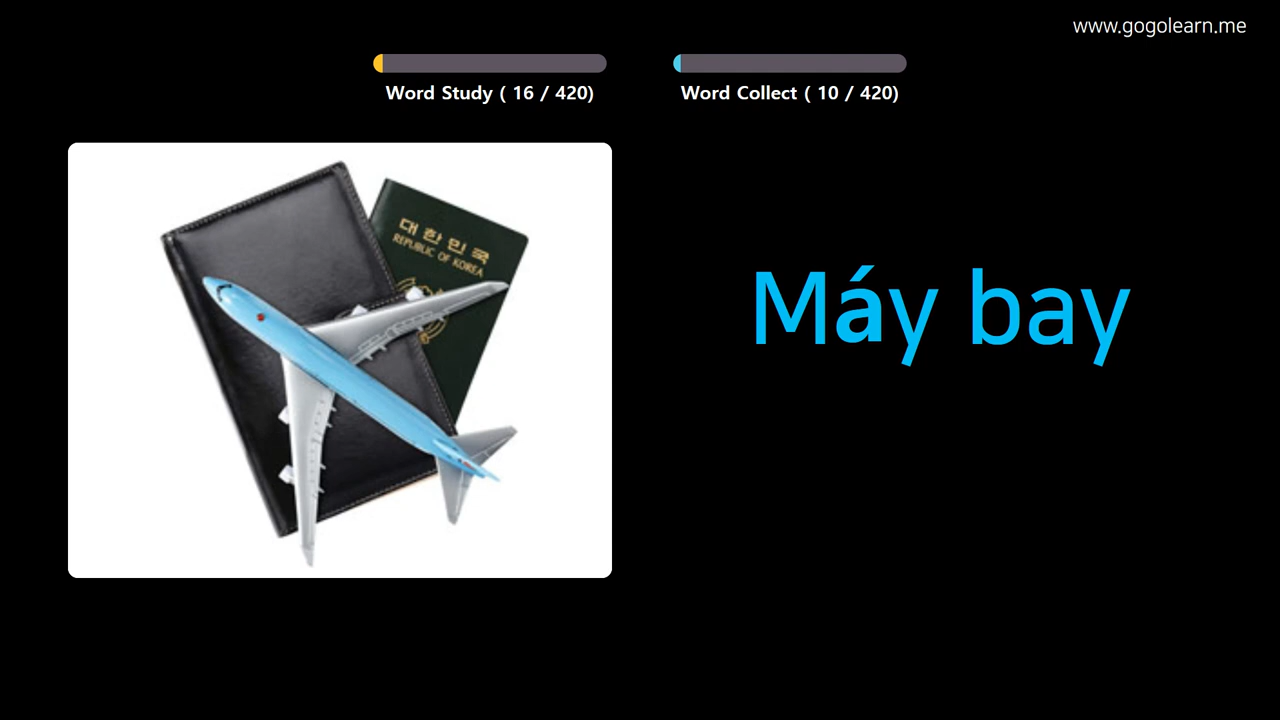 www.gogolearn.me
Word Study ( 16 / 420)
Word Collect ( 10 / 420)
대한민국
REPUBLIC OF KOREA
Máy bay